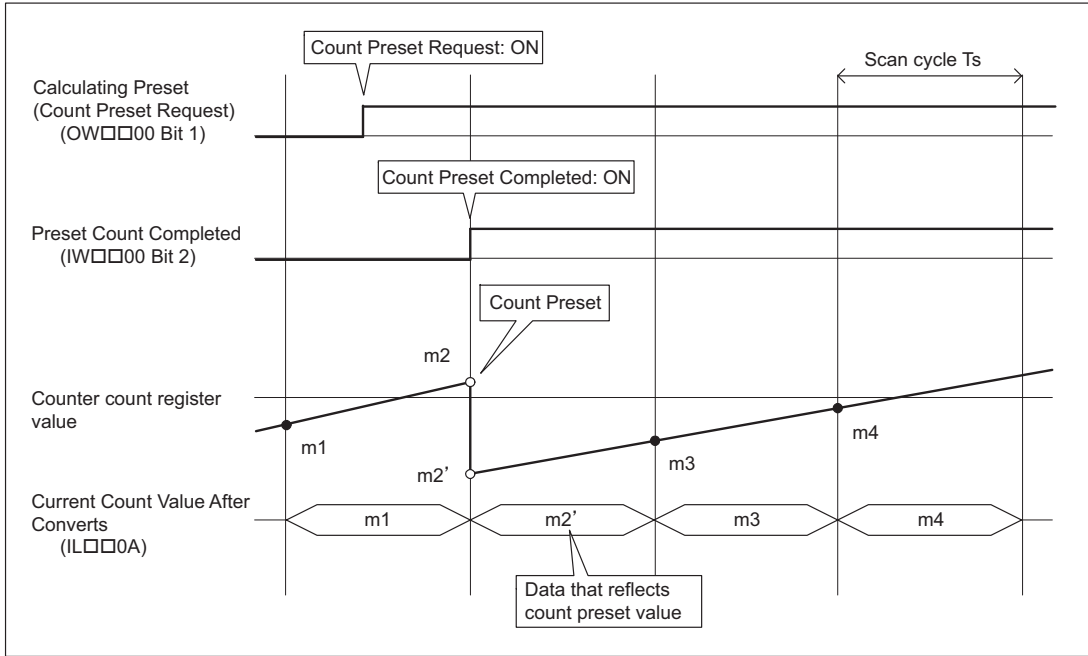 Count Preset Request: ON
Scan cycle Ts
Calculating Preset
(Count Preset Request)
(OW□□00 Bit 1)
Count Preset Completed: ON
Preset Count Completed
(IW□□00 Bit 2)
Count Preset
m2
Counter count register
value
m1
m2’
m3
m4
Current Count Value After
Converts
(IL□□0A)
m1
m2’
m3
m4
Data that reflects
count preset value